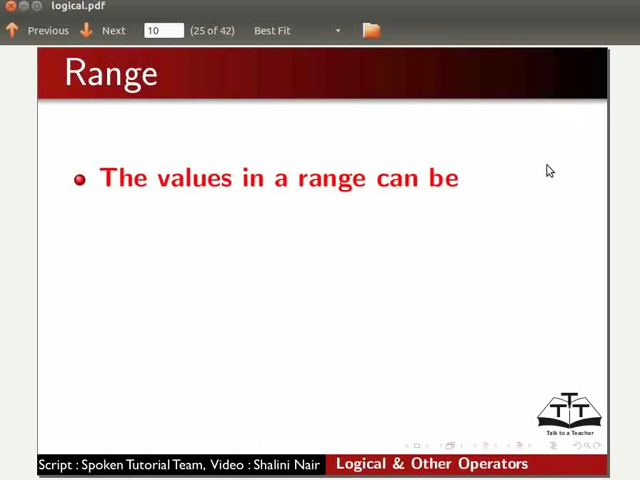 logical.pdf
Previous Next 10 (25 of 42) Best Fit
Range
The values in a range can be
T
T T
Talk to a Teacher
Script : Spoken Tutorial Team, Video : Shalini Nair Logical & Other Operators